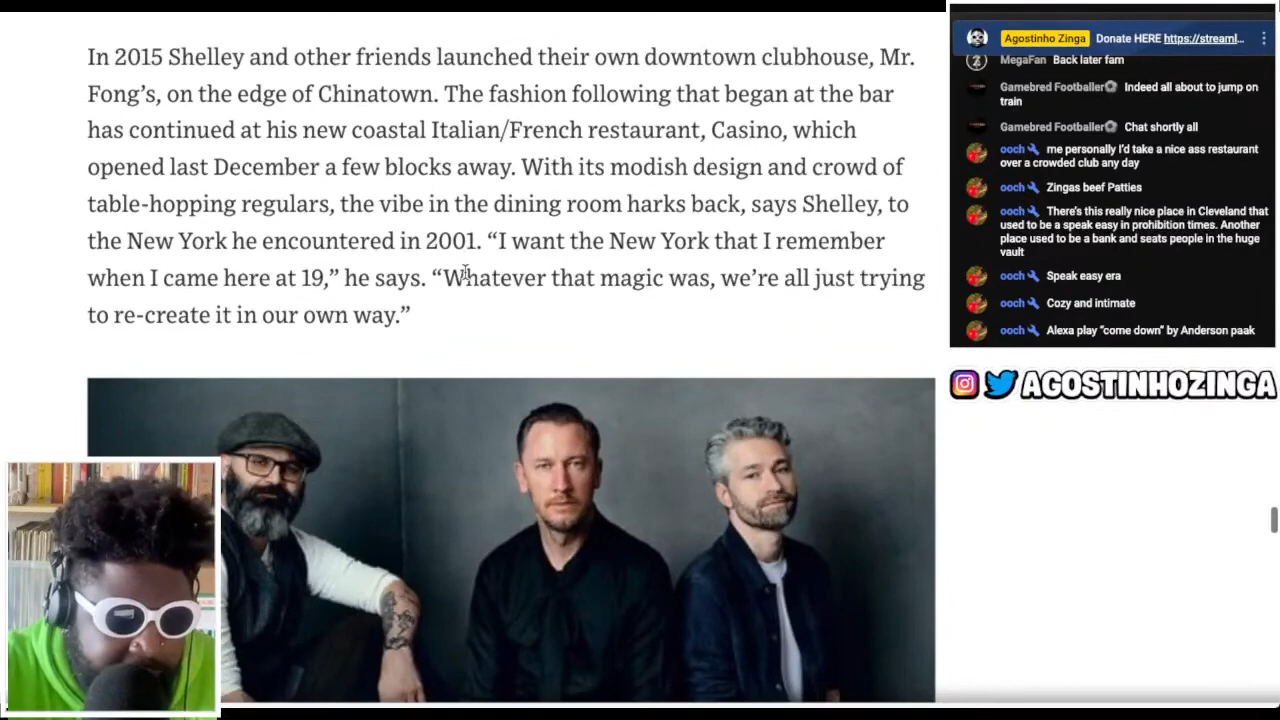 In 2015 Shelley and other friends launched their own downtown clubhouse, Mr.
Fong’s, on the edge of Chinatown. The fashion following that began at the bar
has continued at his new coastal Italian/French restaurant, Casino, which
opened last December a few blocks away. With its modish design and crowd of
table-hopping regulars, the vibe in the dining room harks back, says Shelley, to
the New York he encountered in 2001. “I want the New York that I remember
when I came here at 19,” he says. “Whatever that magic was, we’re all just trying
to re-create it in our own way.”
Agostinho Zinga Donate HERE https://streaml...
MegaFan Back later fam
Gamebred Footballer Indeed all about to jump on
train
Gamebred Footballer Chat shortly all
ooch me personally I’d take a nice ass restaurant
over a crowded club any day
ooch Zingas beef Patties
ooch There’s this really nice place in Cleveland that
used to be a speak easy in prohibition times. Another
place used to be a bank and seats people in the huge
vault
ooch Speak easy era
ooch Cozy and intimate
ooch Alexa play “come down” by Anderson paak
AGOSTINHOZINGA